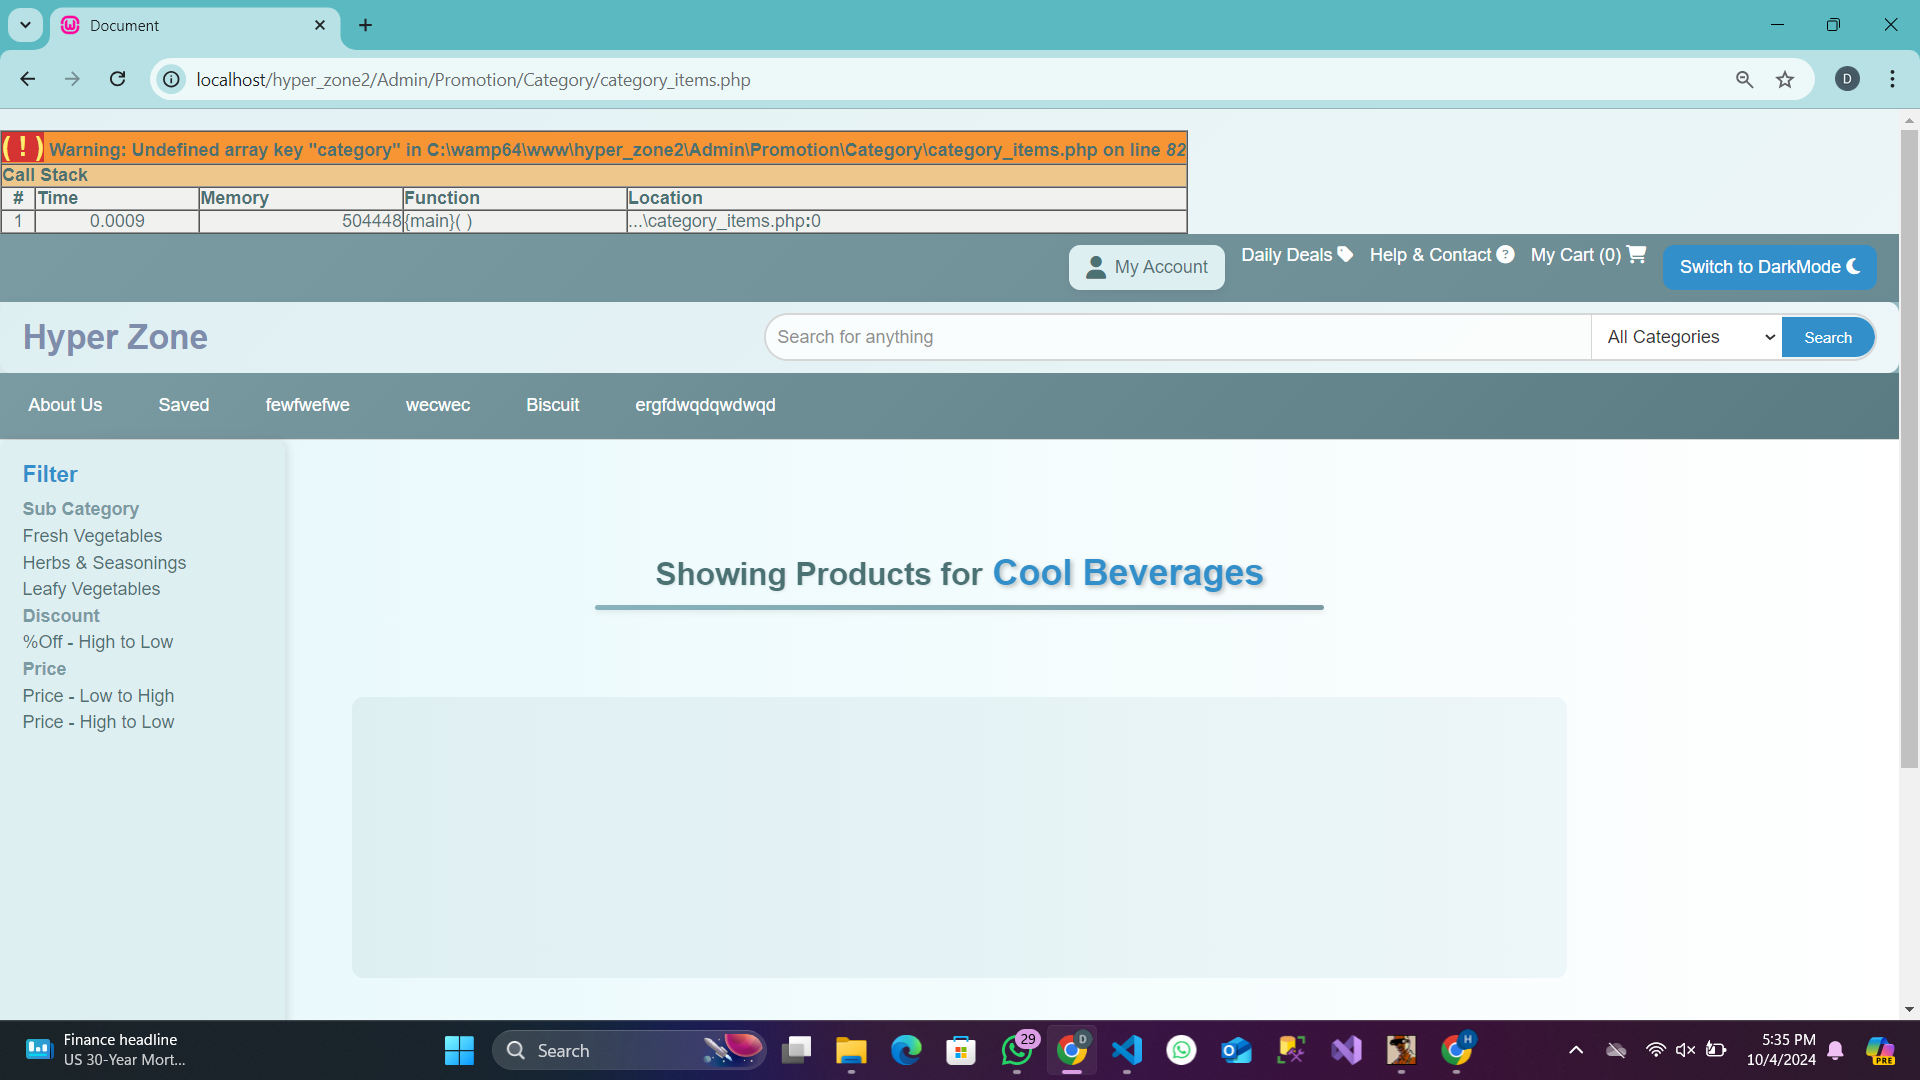 Document
localhost/hyper_zone2/Admin/Promotion/Category/category_items.php
D
( ! ) Warning: Undefined array key "category" in C:\wamp64\www\hyper_zone2\Admin\Promotion\Category\category_items.php on line 82
Call Stack
# Time Memory Function Location
1 0.0009 504448 {main}( ) ...\category_items.php:0
My Account Daily Deals Help & Contact ? My Cart (0) Switch to DarkMode
Hyper Zone Search for anything All Categories Search
About Us Saved fewfwefwe wecwec Biscuit ergfdwqdqwdwqd
Filter
Sub Category
Fresh Vegetables
Herbs & Seasonings
Leafy Vegetables
Discount
%Off - High to Low
Price
Price - Low to High
Price - High to Low
Showing Products for Cool Beverages
Finance headline
US 30-Year Mort...
Search
29
D
H
5:35 PM
10/4/2024
PRE